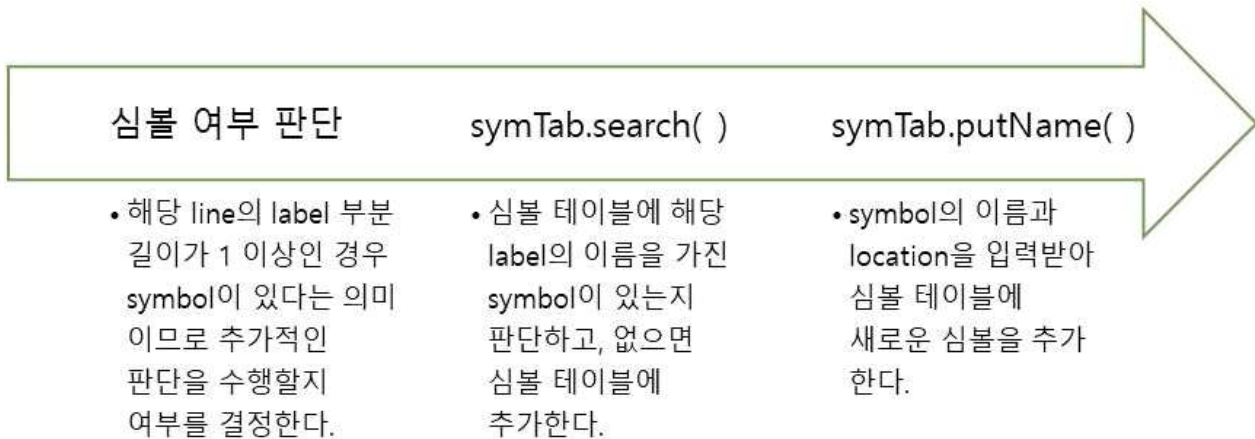 심볼 여부 판단
• 해당 line의 label 부분
길이가 1 이상인 경우
symbol이 있다는 의미
이므로 추가적인
판단을 수행할지
여부를 결정한다.
symTab.search( )
• 심볼 테이블에 해당
label의 이름을 가진
symbol이 있는지
판단하고, 없으면
심볼 테이블에
추가한다.
symTab.putName( )
• symbol의 이름과
location을 입력받아
심볼 테이블에
새로운 심볼을 추가
한다.